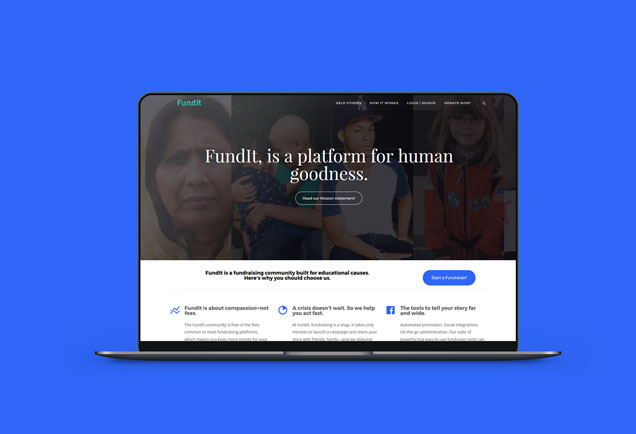 FundIt
HELP OTHERS HOW IT WORKS LOGIN / SIGNUP DONATE NOW!
FundIt, is a platform for human
goodness.
Read our Mission Statement!
FundIt is a fundraising community built for educational causes.
Here's why you should choose us.
Start a Fundraiser!
FundIt is about compassion—not
fees.
The FundIt community is free of the fees
common to most fundraising platforms,
which means you keep more money for your
A crisis doesn't wait. So we help
you act fast.
At FundIt, fundraising is a snap. It takes only
minutes to launch a campaign and share your
story with friends, family—and we disburse
The tools to tell your story far
and wide.
Automated promotion. Social integrations.
On-the-go administration. Our suite of
powerful but easy-to-use fundraiser tools can